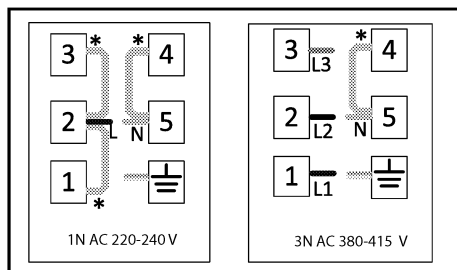 3 * * 4
2 L N 5
1 *
1N AC 220-240 V
3 L3 * 4
2 L2 N 5
1 L1
3N AC 380-415 V